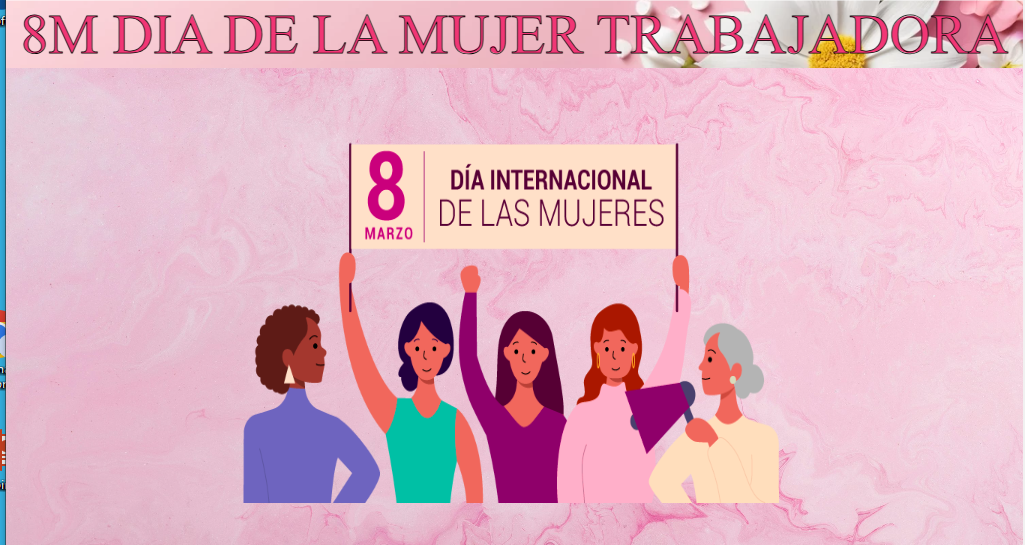 8M DIA DE LA MUJER TRABAJADORA
8
MARZO
DÍA INTERNACIONAL
DE LAS MUJERES